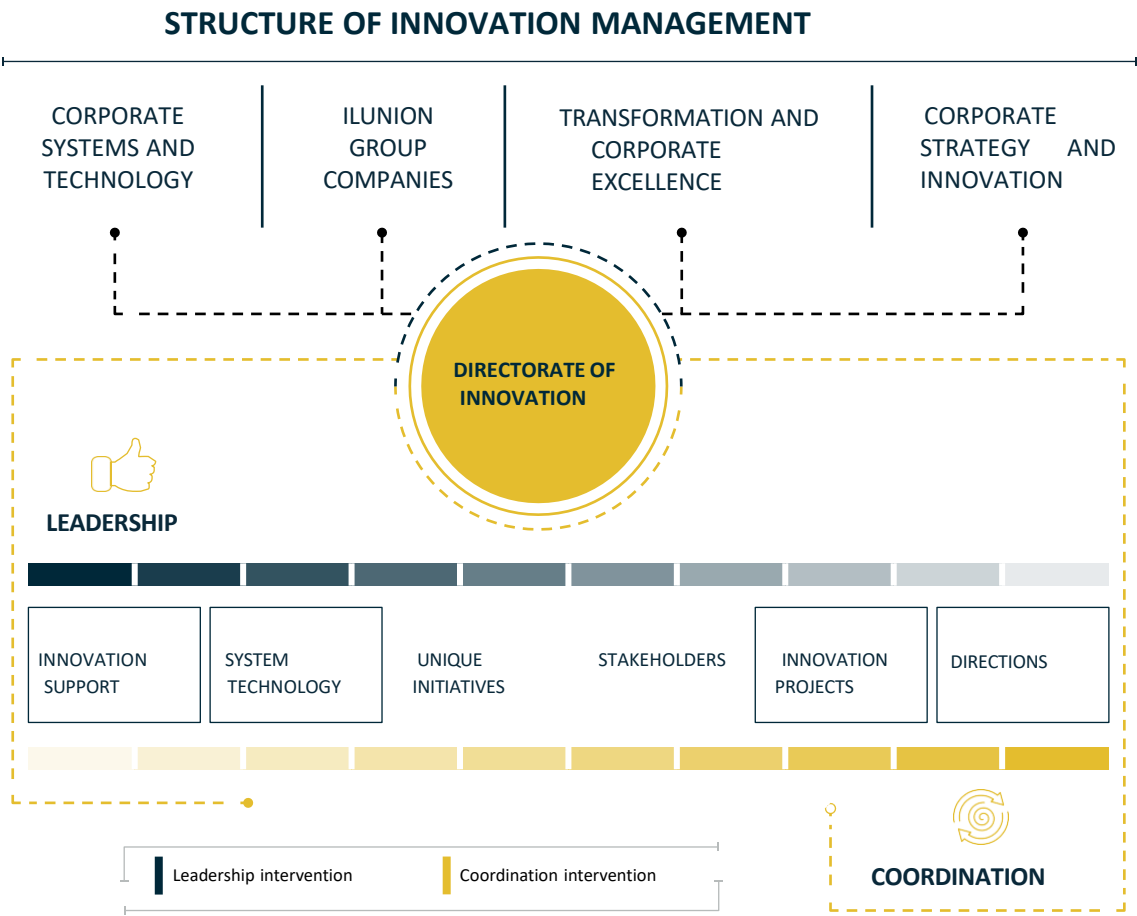 STRUCTURE OF INNOVATION MANAGEMENT
CORPORATE
SYSTEMS AND
TECHNOLOGY
ILUNION
GROUP
COMPANIES
TRANSFORMATION AND
CORPORATE
EXCELLENCE
CORPORATE
STRATEGY AND
INNOVATION
DIRECTORATE OF
INNOVATION
LEADERSHIP
INNOVATION
SUPPORT
SYSTEM
TECHNOLOGY
UNIQUE
INITIATIVES
STAKEHOLDERS
INNOVATION
PROJECTS
DIRECTIONS
COORDINATION
Leadership intervention
Coordination intervention